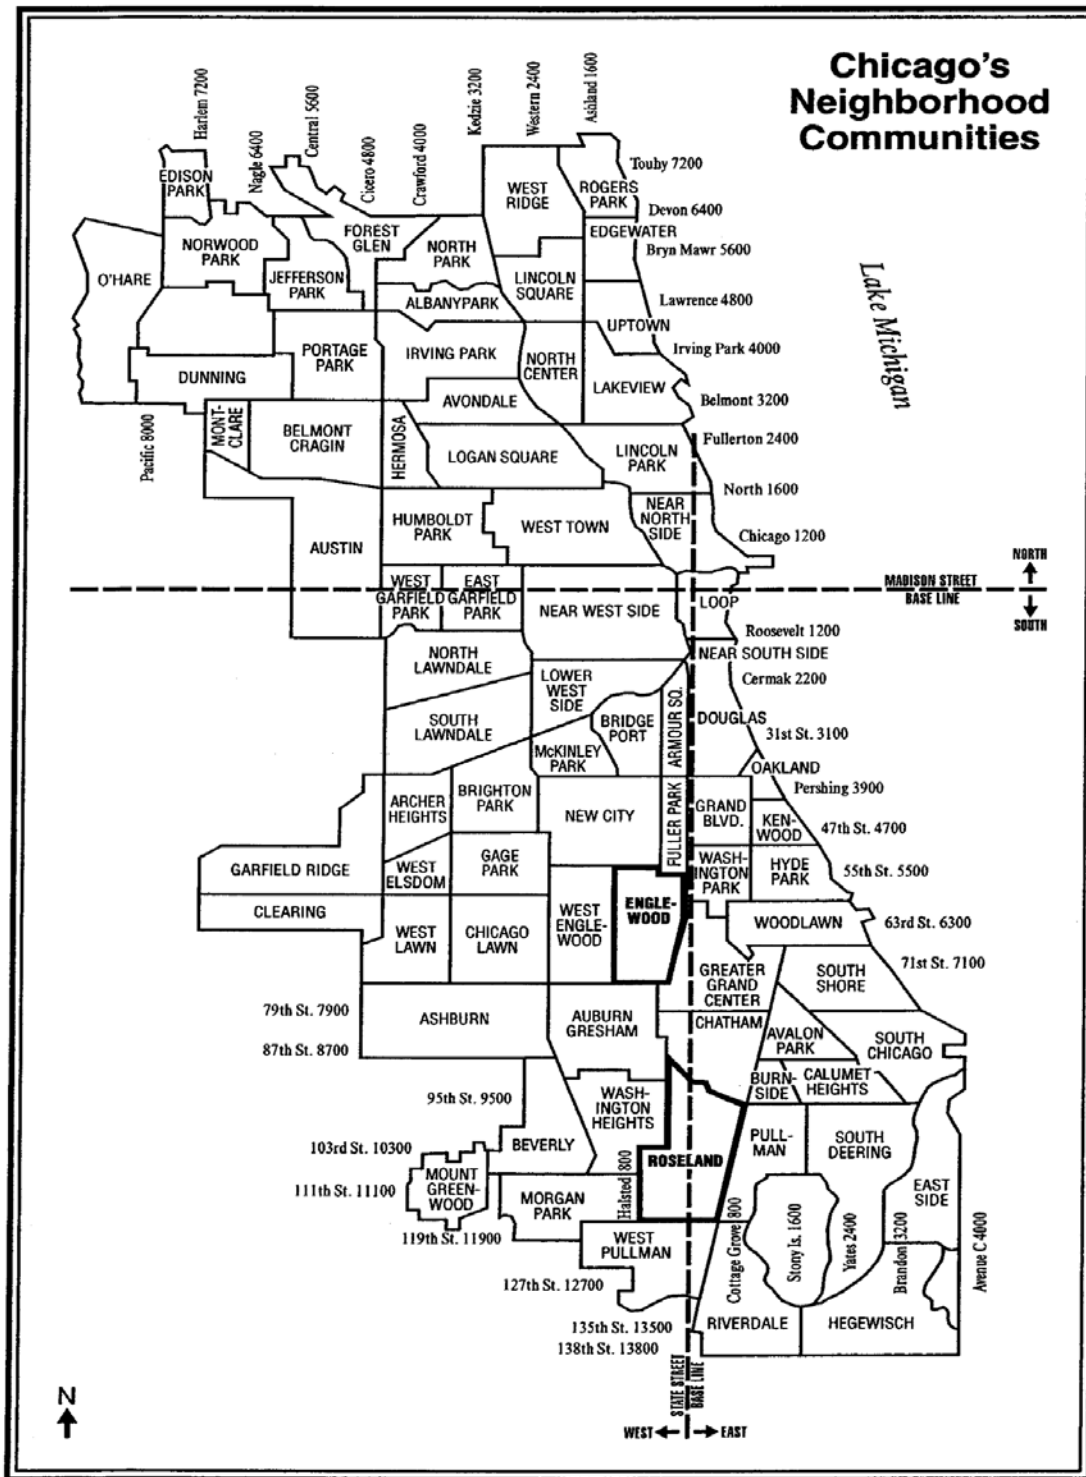 Chicago's
Neighborhood
Communities
Harlem 7200
Nagle 6400
Central 5600
Cicero 4800
Crawford 4000
Kedzie 3200
Western 2400
Ashland 1600
Touhy 7200
Devon 6400
Bryn Mawr 5600
Lawrence 4800
Irving Park 4000
Belmont 3200
Fullerton 2400
North 1600
Chicago 1200
Lake Michigan
EDISON
PARK
NORWOOD
PARK
O'HARE
JEFFERSON
PARK
FOREST
GLEN
NORTH
PARK
WEST
RIDGE
ROGERS
PARK
EDGEWATER
LINCOLN
SQUARE
ALBANYPARK
UPTOWN
PORTAGE
PARK
IRVING PARK
NORTH
CENTER
LAKEVIEW
DUNNING
AVONDALE
Pacific 8000
MONT-
CLARE
BELMONT
CRAGIN
HERMOSA
LOGAN SQUARE
LINCOLN
PARK
NEAR
NORTH
SIDE
HUMBOLDT
PARK
WEST TOWN
AUSTIN
NORTH
MADISON STREET
BASE LINE
SOUTH
WEST
GARFIELD
PARK
EAST
GARFIELD
PARK
NEAR WEST SIDE
LOOP
Roosevelt 1200
NEAR SOUTH SIDE
Cermak 2200
NORTH
LAWNDALE
LOWER
WEST
SIDE
SOUTH
LAWNDALE
BRIDGE
PORT
ARMOUR SQ.
DOUGLAS
31st St. 3100
McKINLEY
PARK
OAKLAND
Pershing 3900
ARCHER
HEIGHTS
BRIGHTON
PARK
NEW CITY
FULLER PARK
GRAND
BLVD.
KEN-
WOOD
47th St. 4700
GARFIELD RIDGE
WEST
ELSDOM
GAGE
PARK
WASH-
INGTON
PARK
HYDE
PARK
55th St. 5500
CLEARING
WEST
LAWN
CHICAGO
LAWN
WEST
ENGLE-
WOOD
ENGLE-
WOOD
WOODLAWN
63rd St. 6300
71st St. 7100
GREATER
GRAND
CENTER
SOUTH
SHORE
79th St. 7900
ASHBURN
AUBURN
GRESHAM
CHATHAM
AVALON
PARK
SOUTH
CHICAGO
87th St. 8700
BURN-
SIDE
CALUMET
HEIGHTS
95th St. 9500
WASH-
INGTON
HEIGHTS
103rd St. 10300
BEVERLY
ROSELAND
PULL-
MAN
SOUTH
DEERING
EAST
SIDE
111th St. 11100
MOUNT
GREEN-
WOOD
MORGAN
PARK
Halsted 800
119th St. 11900
WEST
PULLMAN
Cottage Grove 800
Stony Is. 1600
Yates 2400
Brandon 3200
Avenue C 4000
127th St. 12700
135th St. 13500
138th St. 13800
RIVERDALE
HEGEWISCH
STATE STREET
BASE LINE
WEST
EAST
N